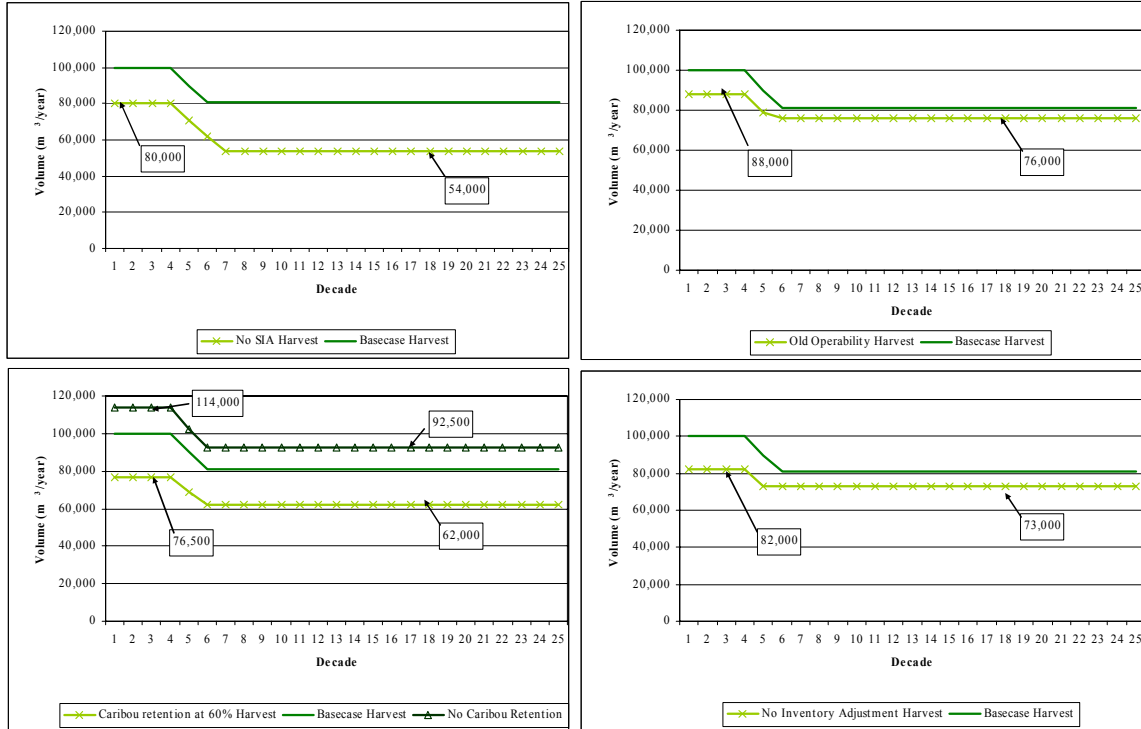 120,000
100,000
80,000
60,000
40,000
20,000
0
Volume (m ³/year)
80,000
54,000
1 2 3 4 5 6 7 8 9 10 11 12 13 14 15 16 17 18 19 20 21 22 23 24 25
Decade
No SIA Harvest Basecase Harvest
120,000
100,000
80,000
60,000
40,000
20,000
0
Volume (m ³/year)
88,000
76,000
1 2 3 4 5 6 7 8 9 10 11 12 13 14 15 16 17 18 19 20 21 22 23 24 25
Decade
Old Operability Harvest Basecase Harvest
120,000
100,000
80,000
60,000
40,000
20,000
0
Volume (m ³/year)
114,000
92,500
76,500
62,000
1 2 3 4 5 6 7 8 9 10 11 12 13 14 15 16 17 18 19 20 21 22 23 24 25
Decade
Caribou retention at 60% Harvest Basecase Harvest No Caribou Retention
120,000
100,000
80,000
60,000
40,000
20,000
0
Volume (m ³/year)
82,000
73,000
1 2 3 4 5 6 7 8 9 10 11 12 13 14 15 16 17 18 19 20 21 22 23 24 25
Decade
No Inventory Adjustment Harvest Basecase Harvest